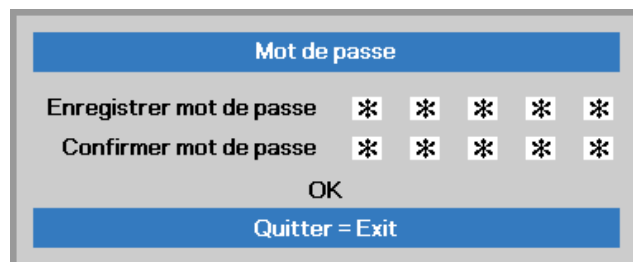 Mot de passe
Enregistrer mot de passe * * * * *
Confirmer mot de passe * * * * *
OK
Quitter = Exit